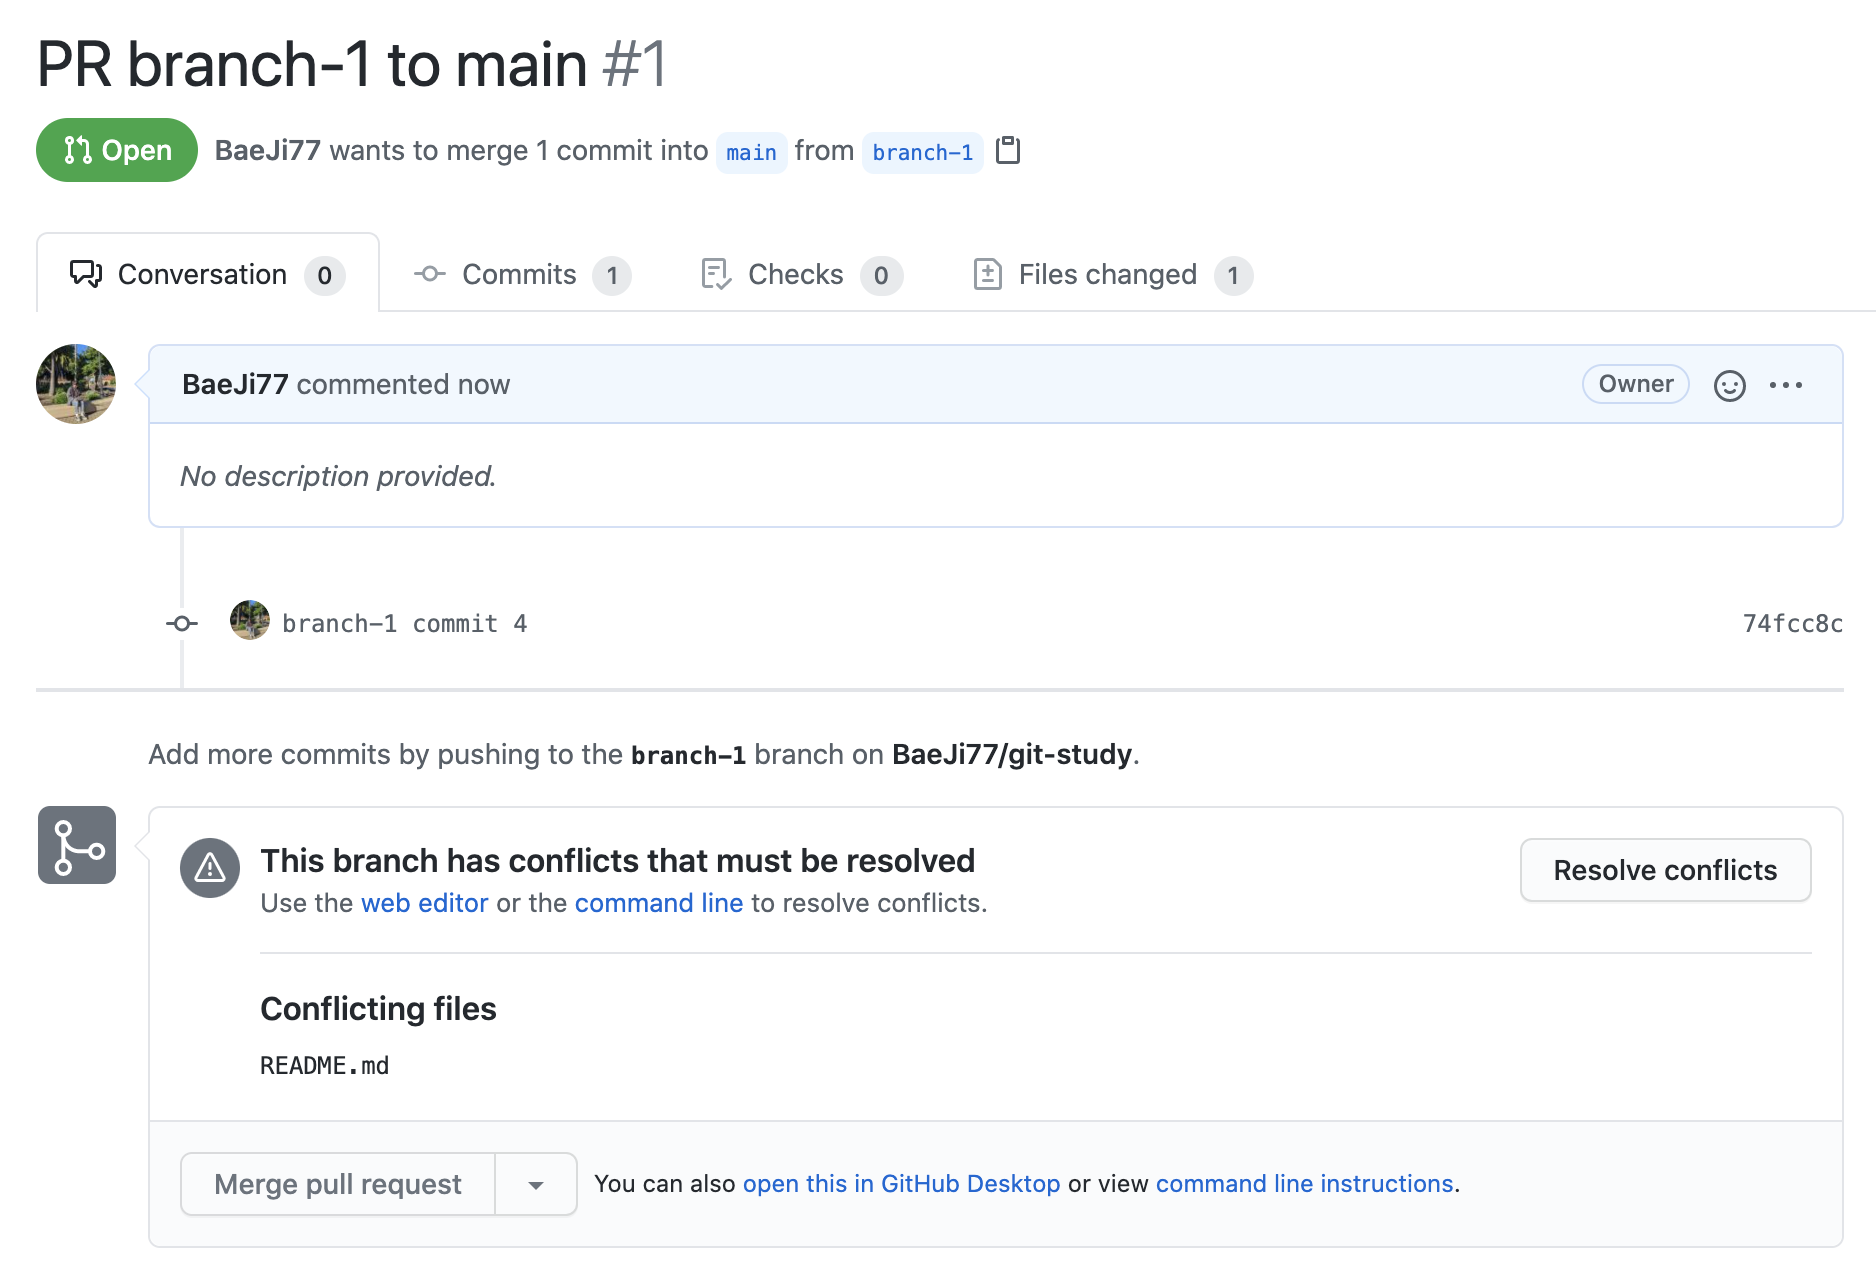 PR branch-1 to main #1
Open BaeJi77 wants to merge 1 commit into main from branch-1
Conversation 0 Commits 1 Checks 0 Files changed 1
BaeJi77 commented now Owner
No description provided.
branch-1 commit 4 74fcc8c
Add more commits by pushing to the branch-1 branch on BaeJi77/git-study.
This branch has conflicts that must be resolved
Use the web editor or the command line to resolve conflicts.
Resolve conflicts
Conflicting files
README.md
Merge pull request You can also open this in GitHub Desktop or view command line instructions.